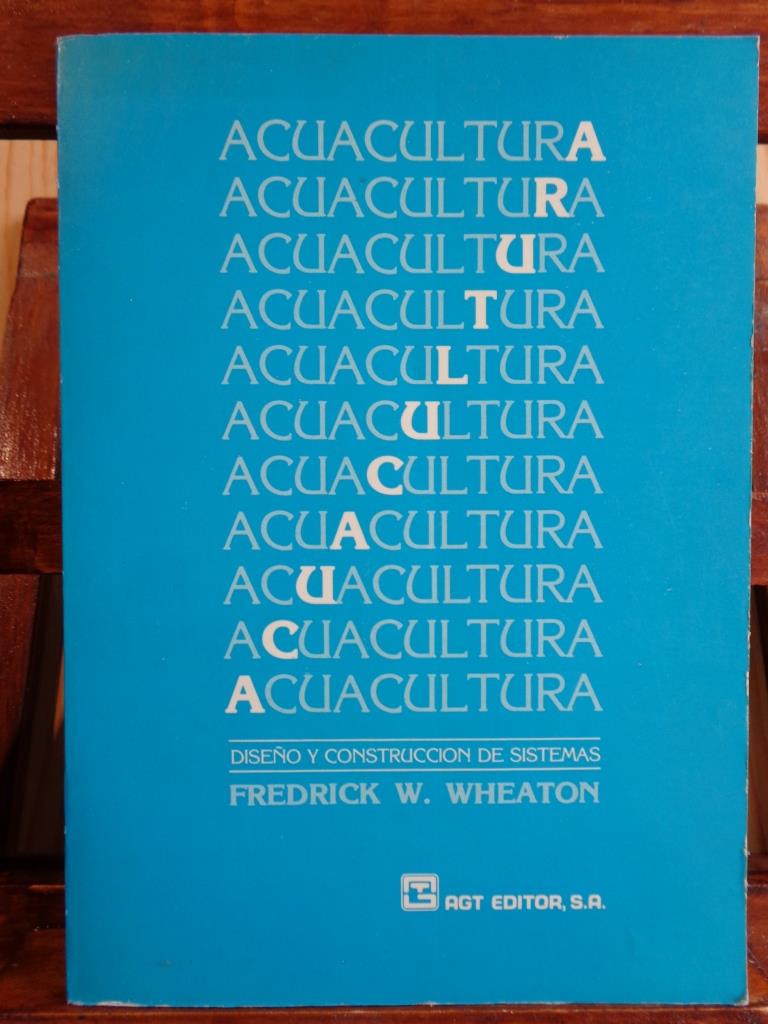 ACUACULTURA
ACUACULTURA
ACUACULTURA
ACUACULTURA
ACUACULTURA
ACUACULTURA
ACUACULTURA
ACUACULTURA
ACUACULTURA
ACUACULTURA
ACUACULTURA
DISEÑO Y CONSTRUCCION DE SISTEMAS
FREDRICK W. WHEATON
AGT EDITOR, S.A.